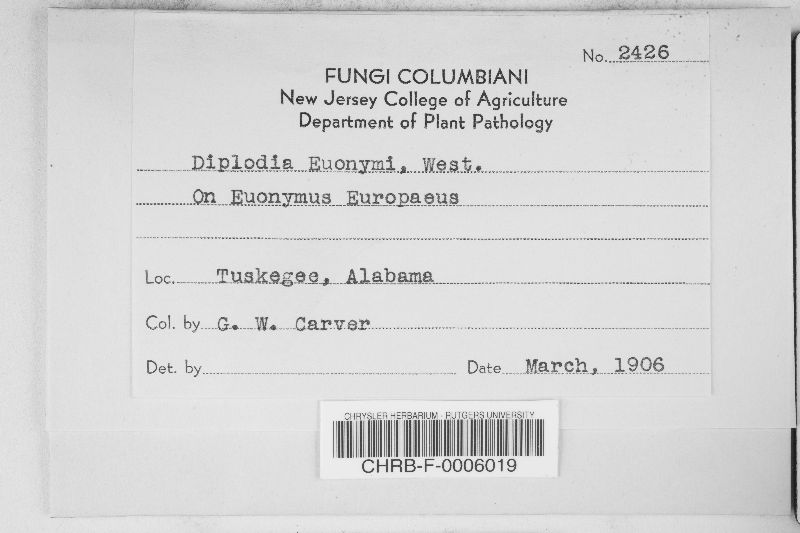 No. 2426
FUNGI COLUMBIANI
New Jersey College of Agriculture
Department of Plant Pathology
Diplodia Euonymi, West.
On Euonymus Europaeus
Loc. Tuskegee, Alabama
Col. by G. W. Carver
Det. by Date March, 1906
CHRYSLER HERBARIUM - RUTGERS UNIVERSITY
CHRB-F-0006019